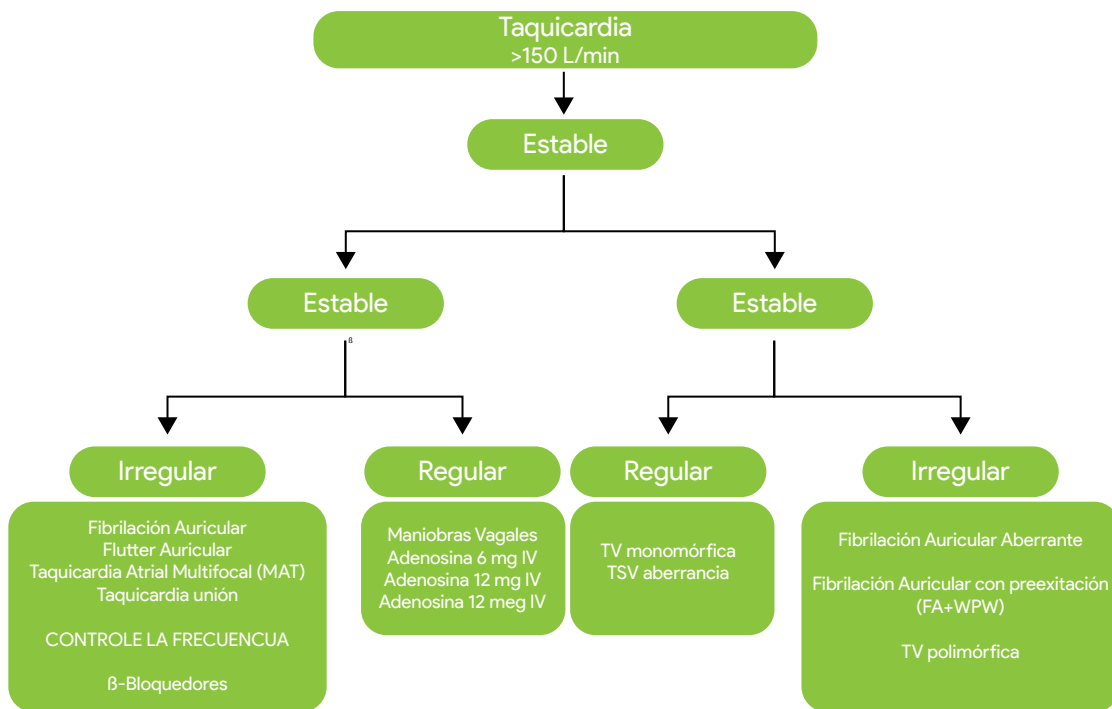 Taquicardia
>150 L/min
Estable
Estable
Estable
ß
Irregular
Regular
Regular
Irregular
Fibrilación Auricular
Flutter Auricular
Taquicardia Atrial Multifocal (MAT)
Taquicardia unión
CONTROLE LA FRECUENCUA
ß-Bloquedores
Maniobras Vagales
Adenosina 6 mg IV
Adenosina 12 mg IV
Adenosina 12 meg IV
TV monomórfica
TSV aberrancia
Fibrilación Auricular Aberrante
Fibrilación Auricular con preexitación
(FA+WPW)
TV polimórfica